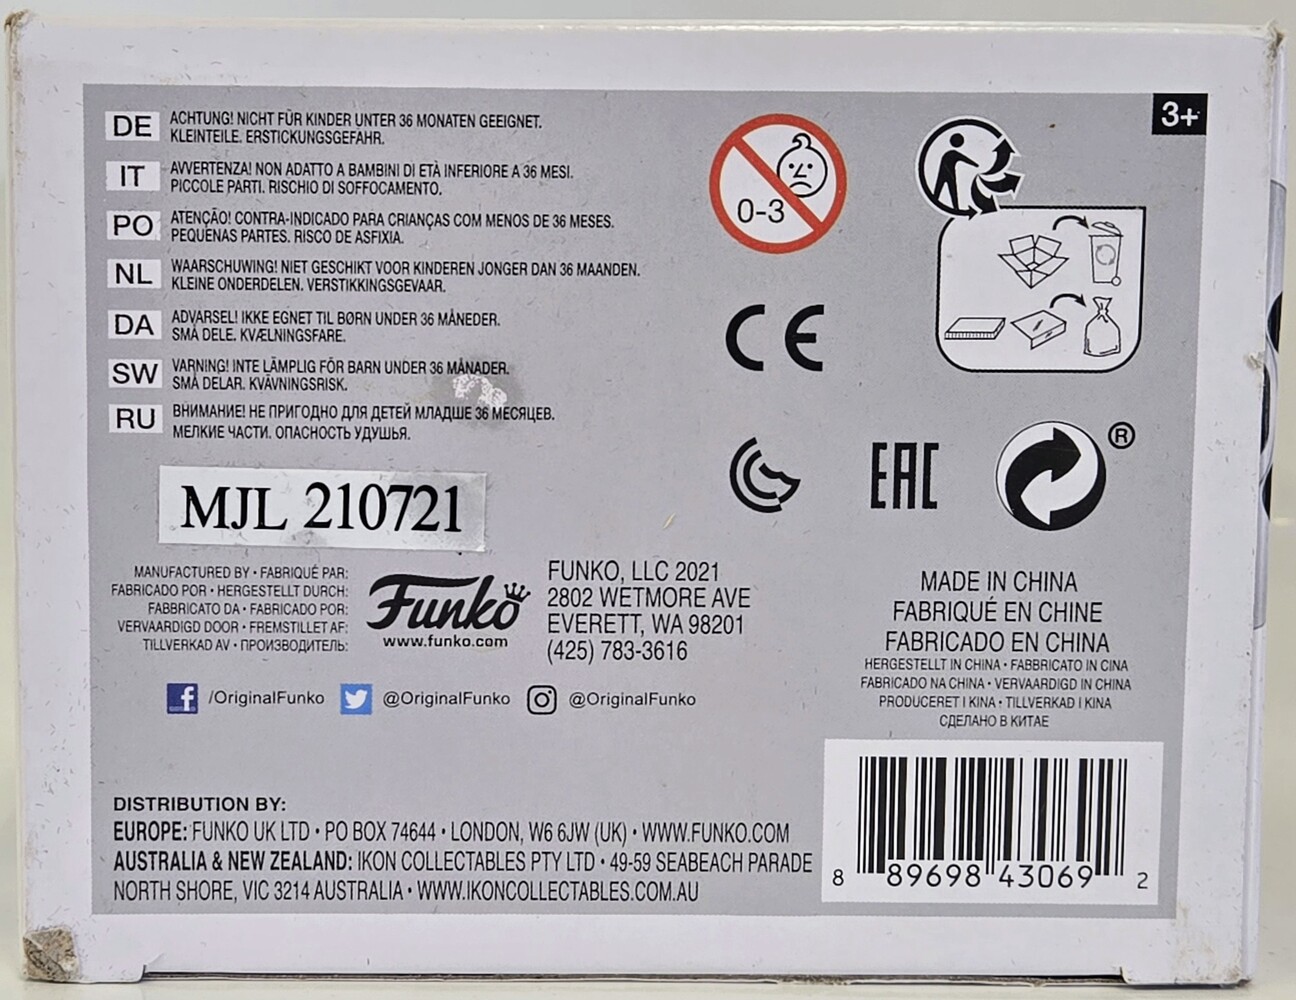 3+
DE ACHTUNG! NICHT FÜR KINDER UNTER 36 MONATEN GEEIGNET.
KLEINTEILE. ERSTICKUNGSGEFAHR.
IT AVVERTENZA! NON ADATTO A BAMBINI DI ETÀ INFERIORE A 36 MESI.
PICCOLE PARTI. RISCHIO DI SOFFOCAMENTO.
PO ATENÇÃO! CONTRA-INDICADO PARA CRIANÇAS COM MENOS DE 36 MESES.
PEQUENAS PARTES. RISCO DE ASFIXIA.
NL WAARSCHUWING! NIET GESCHIKT VOOR KINDEREN JONGER DAN 36 MAANDEN.
KLEINE ONDERDELEN. VERSTIKKINGSGEVAAR.
DA ADVARSEL! IKKE EGNET TIL BØRN UNDER 36 MÅNEDER.
SMÅ DELE. KVÆLNINGSFARE.
SW VARNING! INTE LÄMPLIG FÖR BARN UNDER 36 MÅNADER.
SMÅ DELAR. KVÄVNINGSRISK.
RU ВНИМАНИЕ! НЕ ПРИГОДНО ДЛЯ ДЕТЕЙ МЛАДШЕ 36 МЕСЯЦЕВ.
МЕЛКИЕ ЧАСТИ. ОПАСНОСТЬ УДУШЬЯ.
0-3
CE
EAC
®
MJL 210721
MANUFACTURED BY • FABRIQUÉ PAR:
FABRICADO POR • HERGESTELLT DURCH:
FABBRICATO DA • FABRICADO POR:
VERVAARDIGD DOOR • FREMSTILLET AF:
TILLVERKAD AV • ПРОИЗВОДИТЕЛЬ:
Funko
www.funko.com
FUNKO, LLC 2021
2802 WETMORE AVE
EVERETT, WA 98201
(425) 783-3616
/OriginalFunko @OriginalFunko @OriginalFunko
MADE IN CHINA
FABRIQUÉ EN CHINE
FABRICADO EN CHINA
HERGESTELLT IN CHINA • FABBRICATO IN CINA
FABRICADO NA CHINA • VERVAARDIGD IN CHINA
PRODUCERET I KINA • TILLVERKAD I KINA
СДЕЛАНО В КИТАЕ
DISTRIBUTION BY:
EUROPE: FUNKO UK LTD • PO BOX 74644 • LONDON, W6 6JW (UK) • WWW.FUNKO.COM
AUSTRALIA & NEW ZEALAND: IKON COLLECTABLES PTY LTD • 49-59 SEABEACH PARADE
NORTH SHORE, VIC 3214 AUSTRALIA • WWW.IKONCOLLECTABLES.COM.AU
8 89698 43069 2